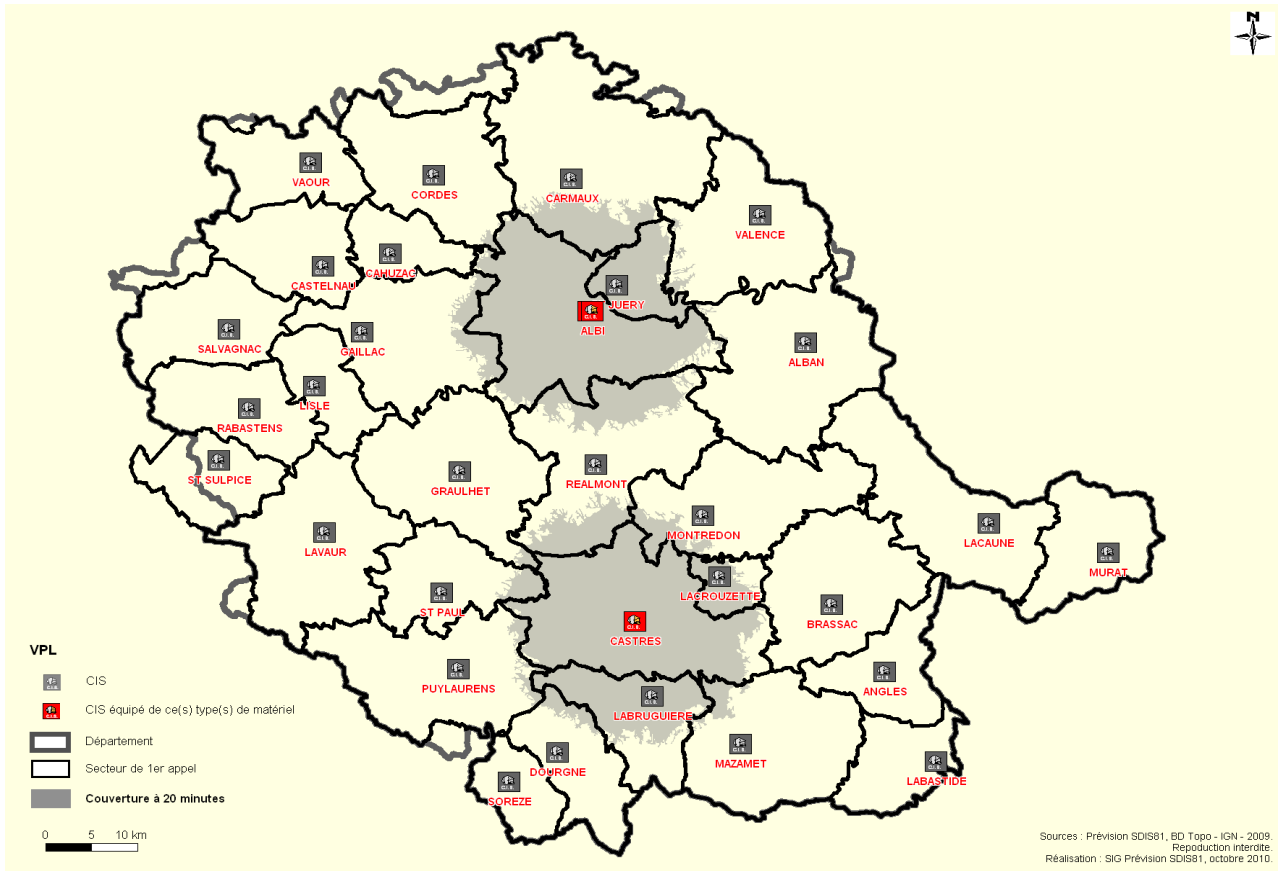 N
VAOUR
CORDES
CARMAUX
VALENCE
CAHUZAC
CASTELNAU
JUERY
ALBI
SALVAGNAC
GAILLAC
ALBAN
LISLE
RABASTENS
ST SULPICE
GRAULHET
REALMONT
MONTREDON
LACAUNE
LAVAUR
MURAT
LACROUZETTE
ST PAUL
BRASSAC
CASTRES
PUYLAURENS
ANGLES
LABRUGUIERE
MAZAMET
DOURGNE
LABASTIDE
SOREZE
VPL
CIS
CIS équipé de ce(s) type(s) de matériel
Département
Secteur de 1er appel
Couverture à 20 minutes
0 5 10 km
Sources : Prévision SDIS81, BD Topo - IGN - 2009.
Repoduction interdite.
Réalisation : SIG Prévision SDIS81, octobre 2010.